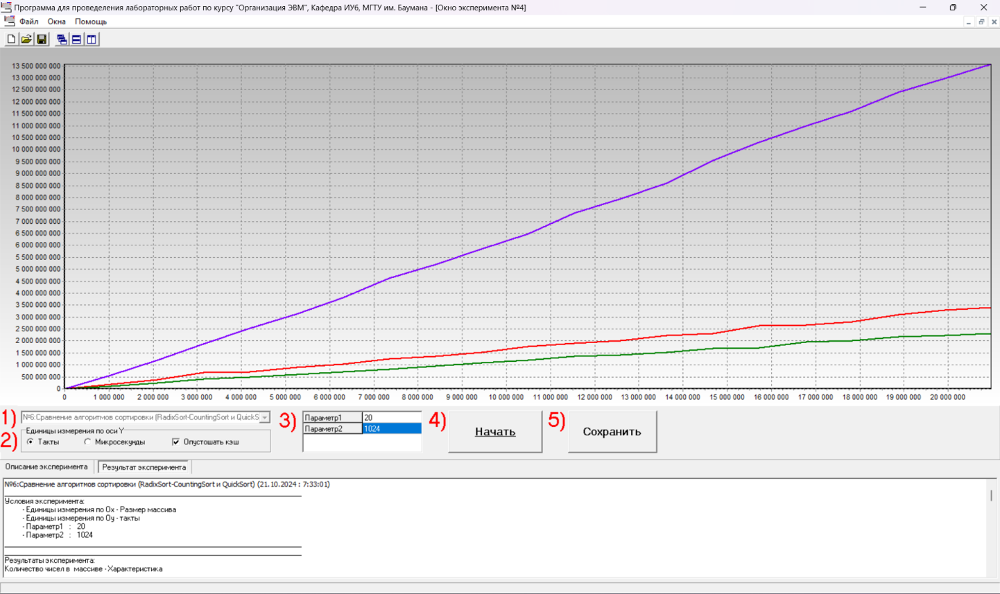 Программа для проведения лабораторных работ по курсу "Организация ЭВМ", Кафедра ИУ6, МГТУ им. Баумана - [Окно эксперимента №4]
Файл Окна Помощь
13 500 000 000
13 000 000 000
12 500 000 000
12 000 000 000
11 500 000 000
11 000 000 000
10 500 000 000
10 000 000 000
9 500 000 000
9 000 000 000
8 500 000 000
8 000 000 000
7 500 000 000
7 000 000 000
6 500 000 000
6 000 000 000
5 500 000 000
5 000 000 000
4 500 000 000
4 000 000 000
3 500 000 000
3 000 000 000
2 500 000 000
2 000 000 000
1 500 000 000
1 000 000 000
500 000 000
0
0 1 000 000 2 000 000 3 000 000 4 000 000 5 000 000 6 000 000 7 000 000 8 000 000 9 000 000 10 000 000 11 000 000 12 000 000 13 000 000 14 000 000 15 000 000 16 000 000 17 000 000 18 000 000 19 000 000 20 000 000
1) №6:Сравнение алгоритмов сортировки (RadixSort-CountingSort и QuickS
2) Единицы измерения по оси Y
Такты Микросекунды Опустошать кэш
3) Параметр1 20
Параметр2 1024
4) Начать
5) Сохранить
Описание эксперимента Результат эксперимента
№6:Сравнение алгоритмов сортировки (RadixSort-CountingSort и QuickSort) (21.10.2024 : 7:33:01)
Условия эксперимента:
- Единицы измерения по Ox - Размер массива
- Единицы измерения по Oy - такты
- Параметр1 : 20
- Параметр2 : 1024
Результаты эксперимента:
Количество чисел в массиве - Характеристика